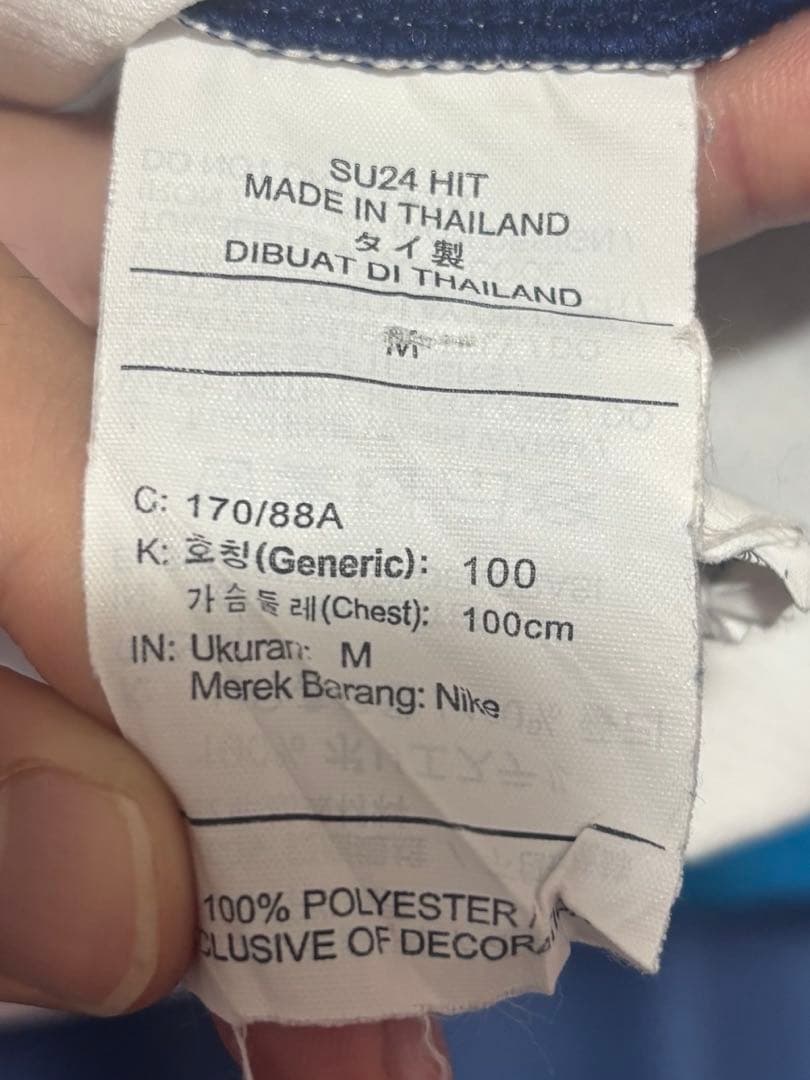 SU24 HIT
MADE IN THAILAND
タイ製
DIBUAT DI THAILAND
M
C: 170/88A
K: 호칭(Generic): 100
가슴둘레(Chest): 100cm
IN: Ukuran: M
Merek Barang: Nike
100% POLYESTER /
CLUSIVE OF DECORA